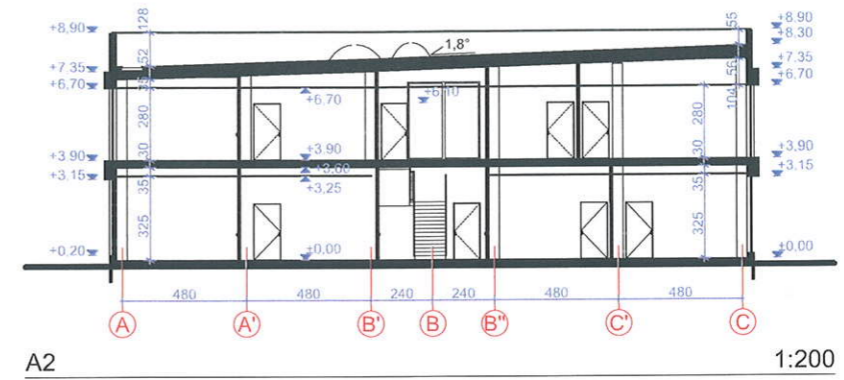 +8.90 128 55 +8.90
1,8° +8.30
+7.35 52 56 +7.35
+6.70 35 +6.70 104 +6.70
280 280
+3.90 30 +3.90 30 +3.90
+3.60
+3.15 35 +3,25 35 +3.15
325 325
+0.20 +0,00 +0,00
480 480 240 240 480 480
A A' B' B B" C' C
A2 1:200